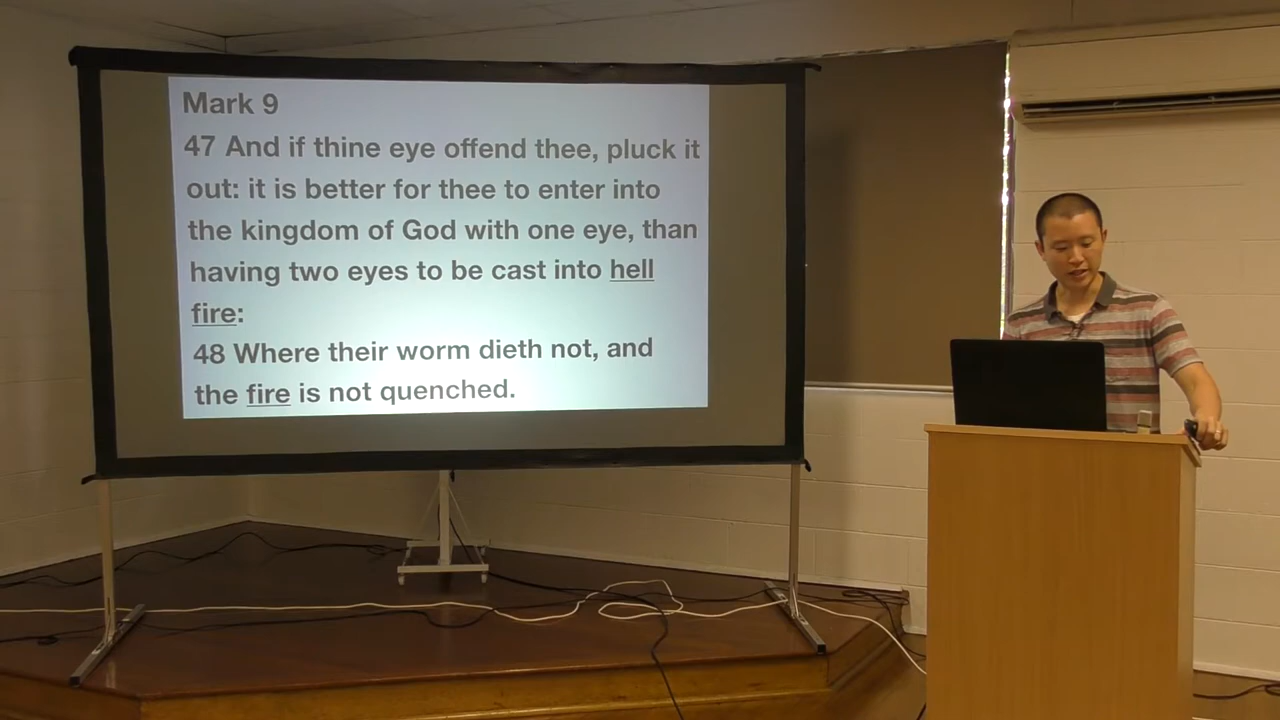 Mark 9
47 And if thine eye offend thee, pluck it
out: it is better for thee to enter into
the kingdom of God with one eye, than
having two eyes to be cast into hell
fire:
48 Where their worm dieth not, and
the fire is not quenched.